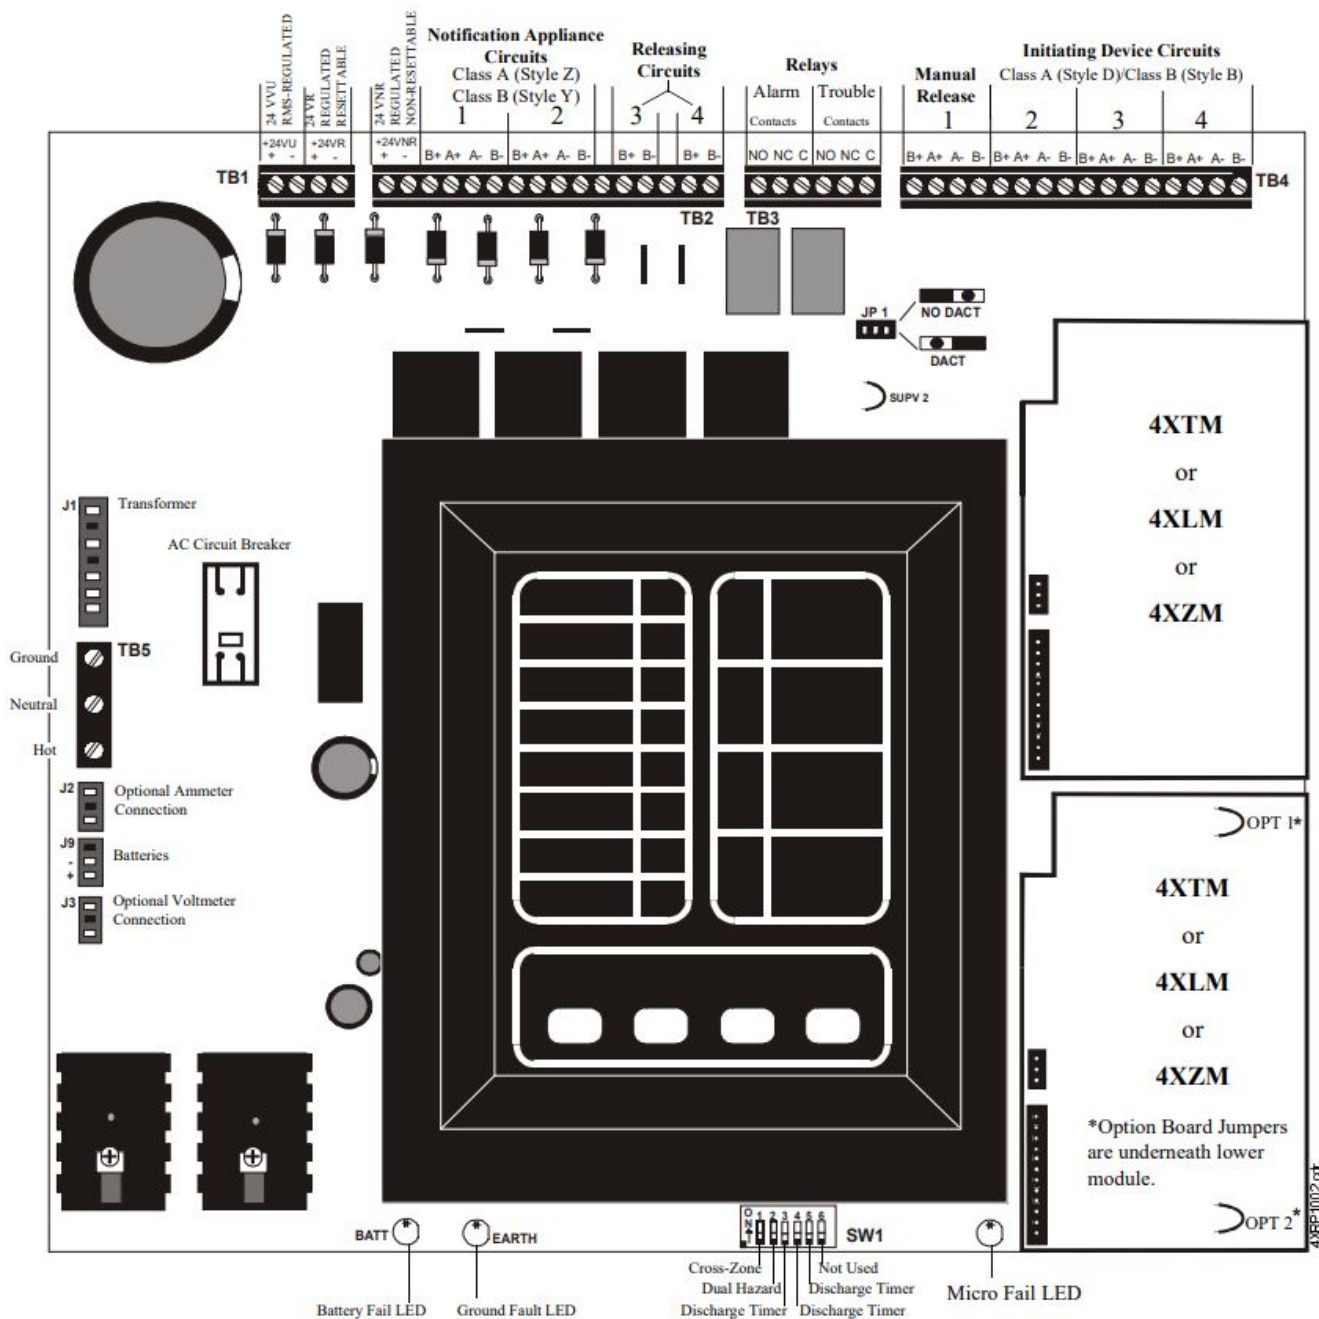 24 VVU
RMS-REGULATED
24 VR
REGULATED
RESETTABLE
24 VNR
REGULATED
NON-RESETTABLE
Notification Appliance
Circuits
Class A (Style Z)
Class B (Style Y)
1 2
Releasing
Circuits
3 4
Relays
Alarm Trouble
Contacts Contacts
Manual
Release
1
Initiating Device Circuits
Class A (Style D)/Class B (Style B)
2 3 4
+24VU +24VR +24VNR
+ - + - + -
B+ A+ A- B- B+ A+ A- B- B+ B- B+ B-
NO NC C NO NC C
B+ A+ A- B- B+ A+ A- B- B+ A+ A- B- B+ A+ A- B-
TB1
TB2
TB3
TB4
JP 1
NO DACT
DACT
SUPV 2
4XTM
or
4XLM
or
4XZM
J1 Transformer
AC Circuit Breaker
TB5
Ground
Neutral
Hot
J2 Optional Ammeter
Connection
J9 Batteries
-
+
J3 Optional Voltmeter
Connection
OPT 1*
4XTM
or
4XLM
or
4XZM
*Option Board Jumpers
are underneath lower
module.
OPT 2*
BATT *
* EARTH
ON
1 2 3 4 5 6
SW1
*
Cross-Zone Not Used
Dual Hazard Discharge Timer
Discharge Timer Discharge Timer
Battery Fail LED
Ground Fault LED
Micro Fail LED